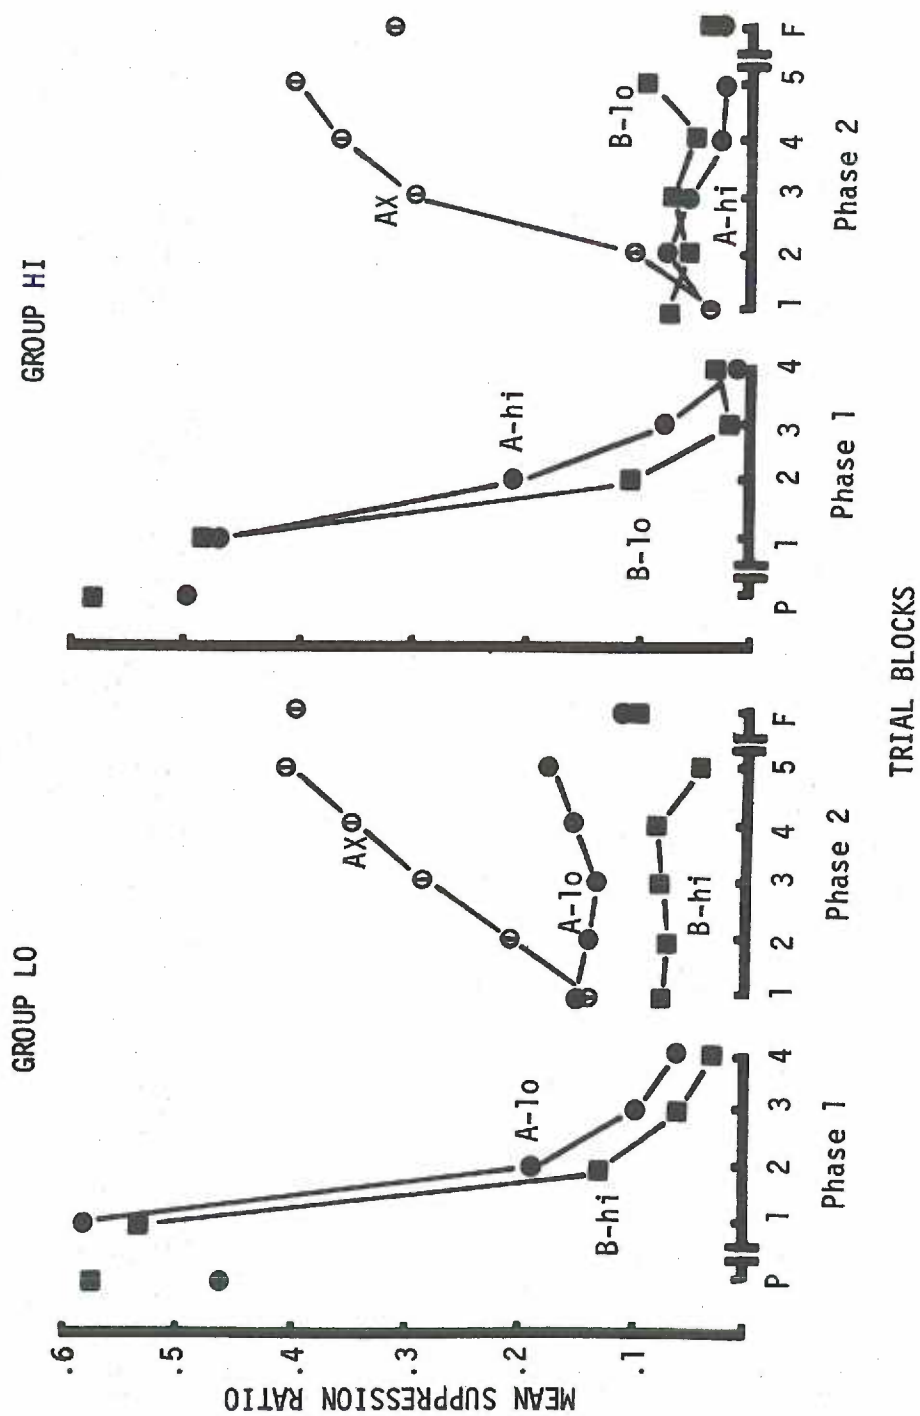 GROUP LO
GROUP HI
MEAN SUPPRESSION RATIO
.6
.5
.4
.3
.2
.1
A-lo
B-hi
P
1
2
3
4
Phase 1
AX
A-lo
B-hi
1
2
3
4
5
F
Phase 2
A-hi
B-lo
P
1
2
3
4
Phase 1
AX
B-lo
A-hi
1
2
3
4
5
F
Phase 2
TRIAL BLOCKS